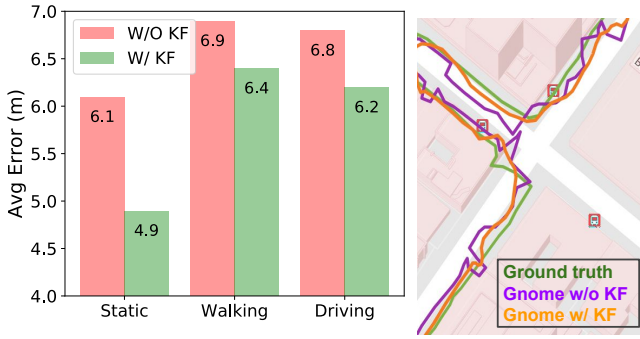 Avg Error (m)
7.0
6.5
6.0
5.5
5.0
4.5
4.0
W/O KF
W/ KF
6.1
4.9
6.9
6.4
6.8
6.2
Static Walking Driving
Ground truth
Gnome w/o KF
Gnome w/ KF